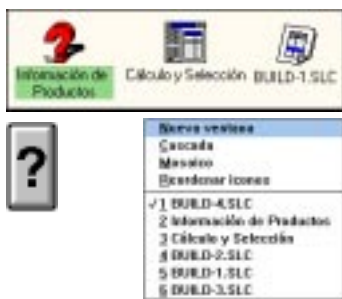 Información de
Productos
Cálculo y Selección
BUILD-1.SLC
?
Nueva ventana
Cascada
Mosaico
Reordenar Iconos
√1 BUILD-4.SLC
2 Información de Productos
3 Cálculo y Selección
4 BUILD-2.SLC
5 BUILD-1.SLC
6 BUILD-3.SLC